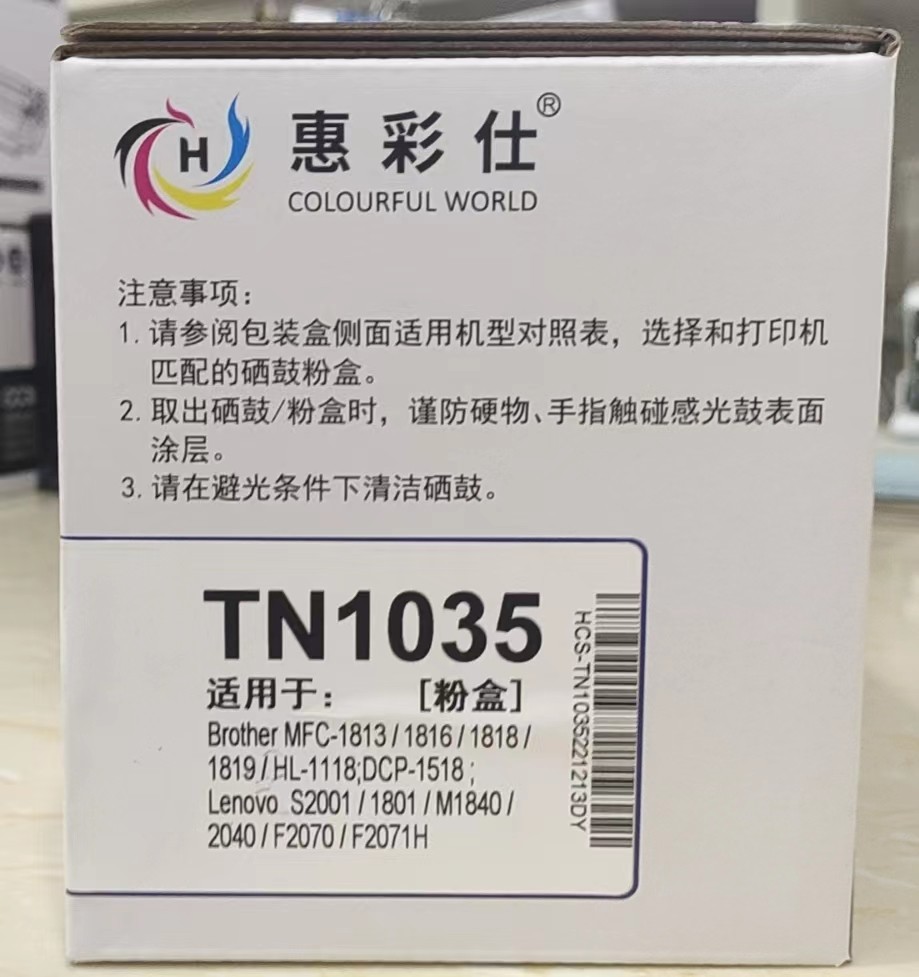 H
惠彩仕®
COLOURFUL WORLD
注意事项：
1. 请参阅包装盒侧面适用机型对照表，选择和打印机
匹配的硒鼓粉盒。
2. 取出硒鼓/粉盒时，谨防硬物、手指触碰感光鼓表面
涂层。
3. 请在避光条件下清洁硒鼓。
TN1035
适用于： [粉盒]
Brother MFC-1813 / 1816 / 1818 /
1819 / HL-1118;DCP-1518 ;
Lenovo S2001 / 1801 / M1840 /
2040 / F2070 / F2071H
HCS-TN1035221213DY